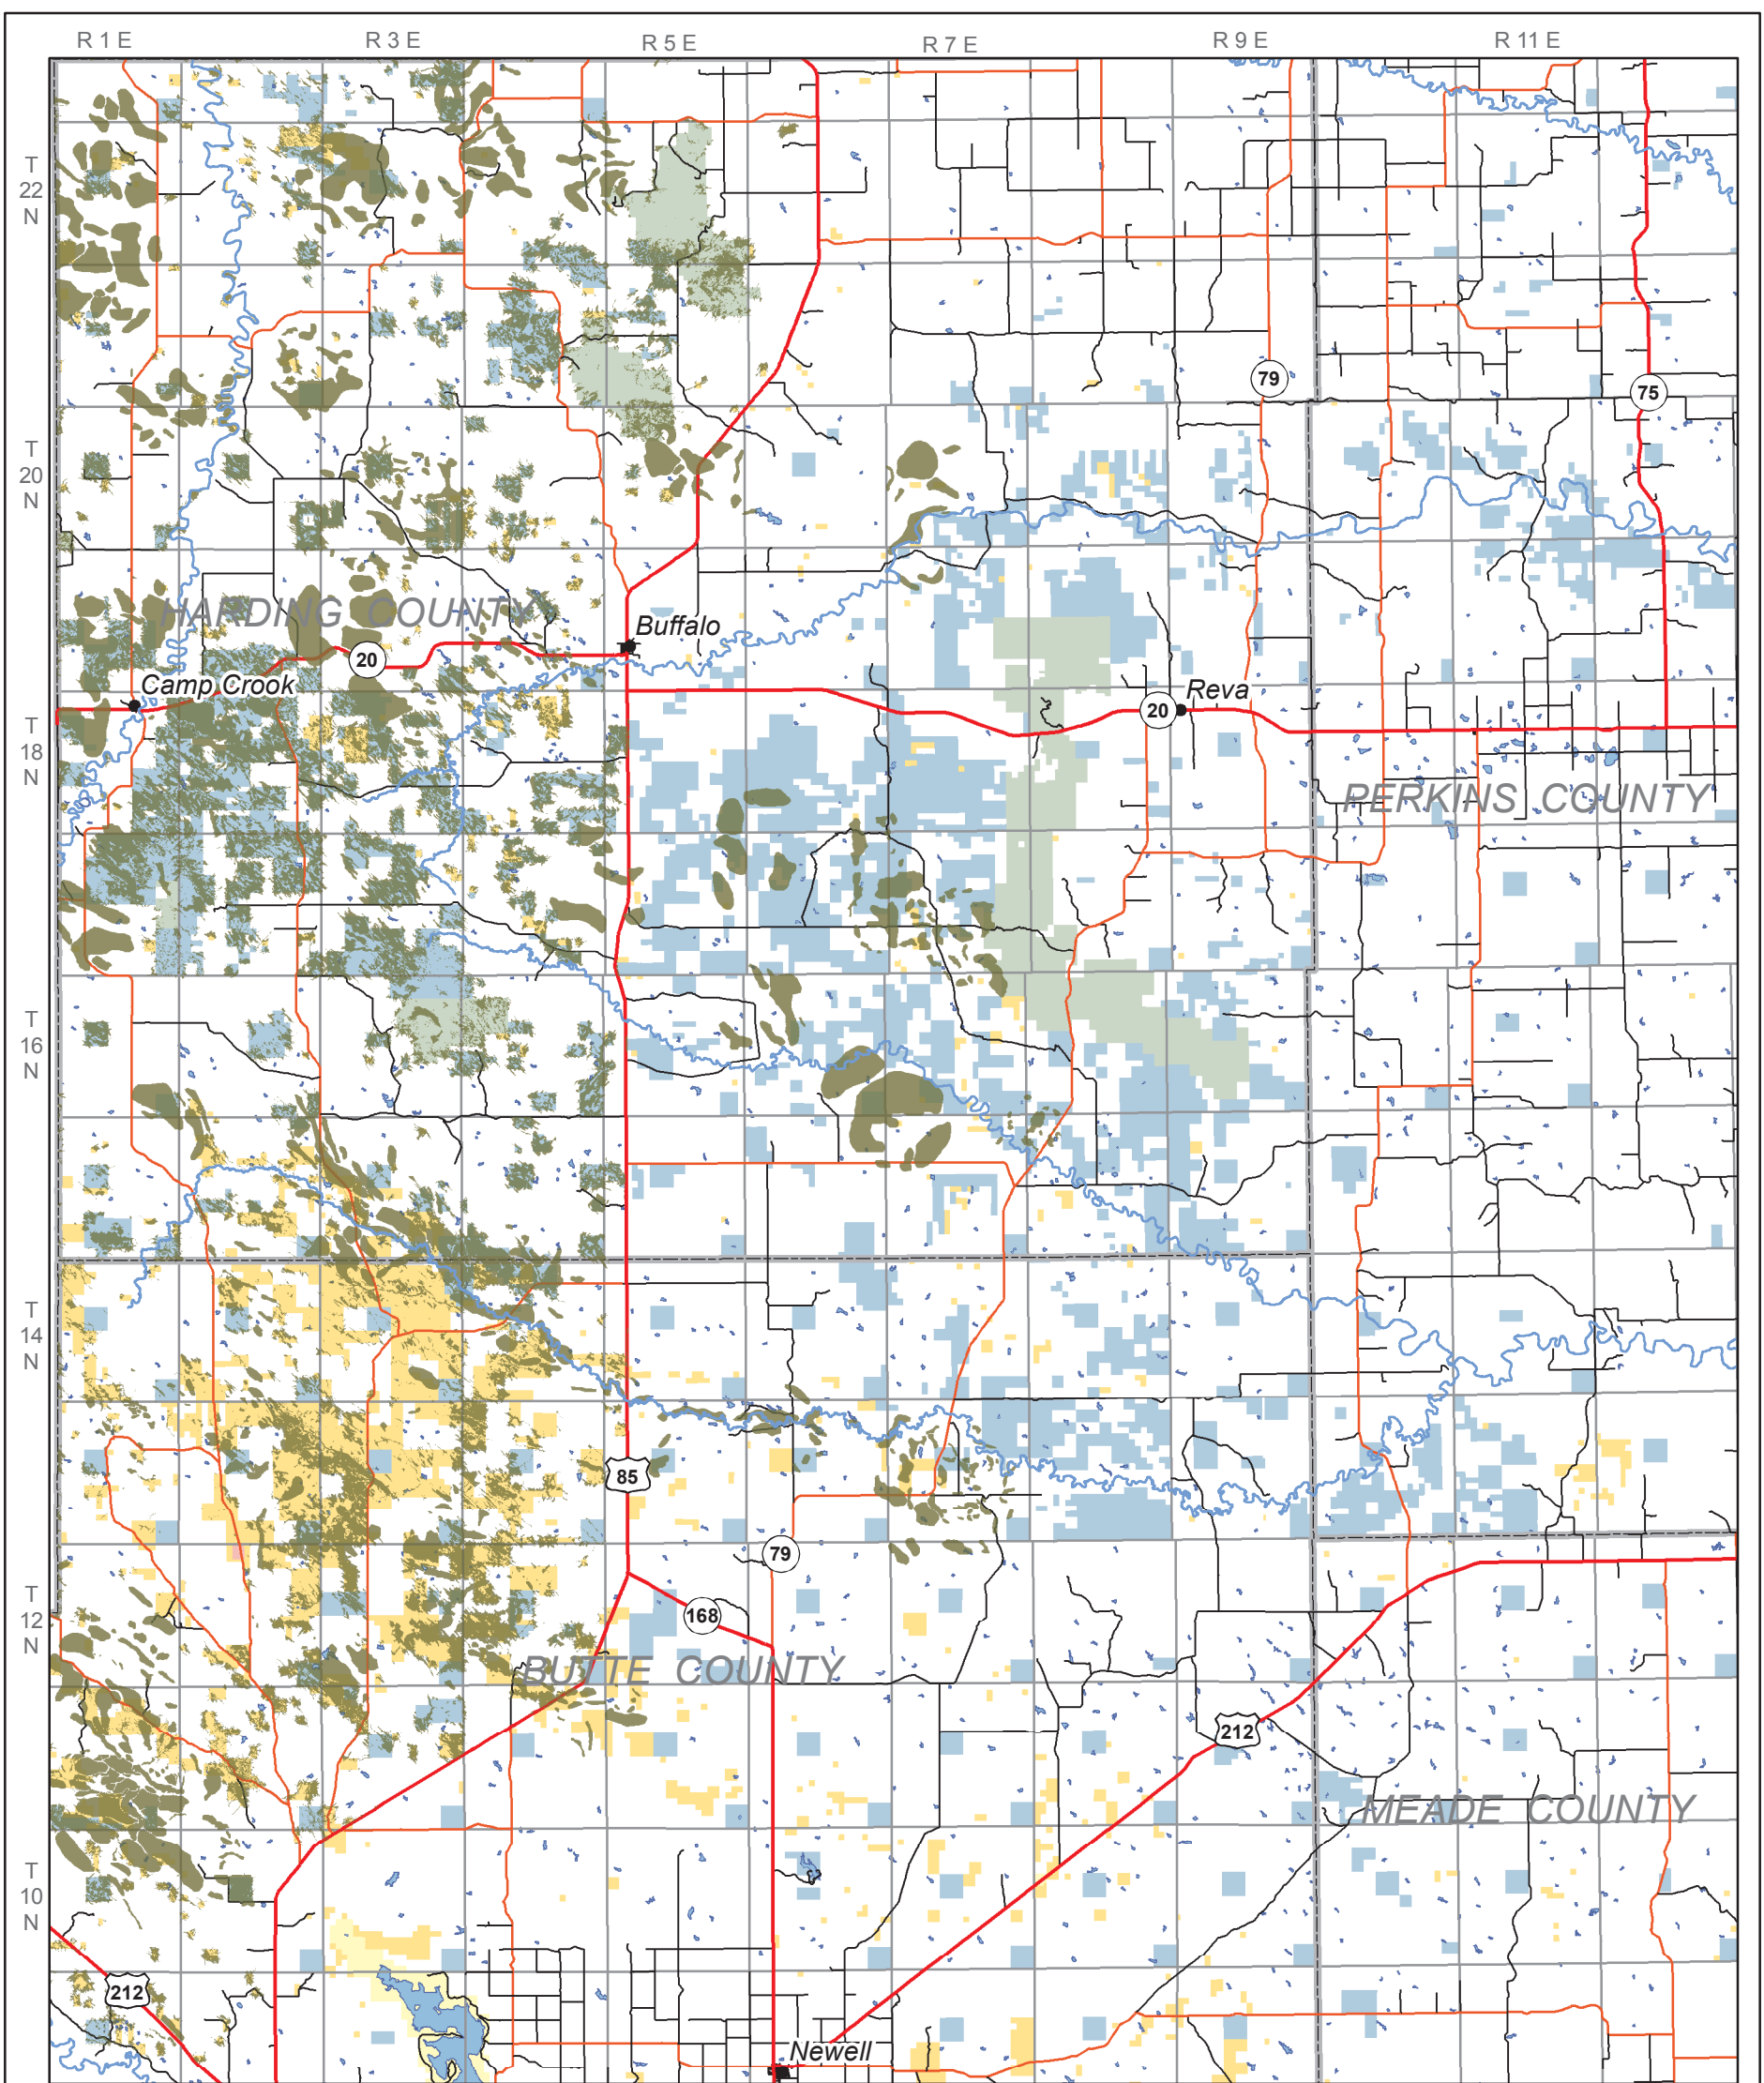 R 1 E R 3 E R 5 E R 7 E R 9 E R 11 E
T
22
N
79
75
T
20
N
HARDING COUNTY
Buffalo
20
Camp Crook
Reva
20
T
18
N
PERKINS COUNTY
T
16
N
T
14
N
85
79
T
12
N
168
BUTTE COUNTY
212
MEADE COUNTY
T
10
N
212
Newell